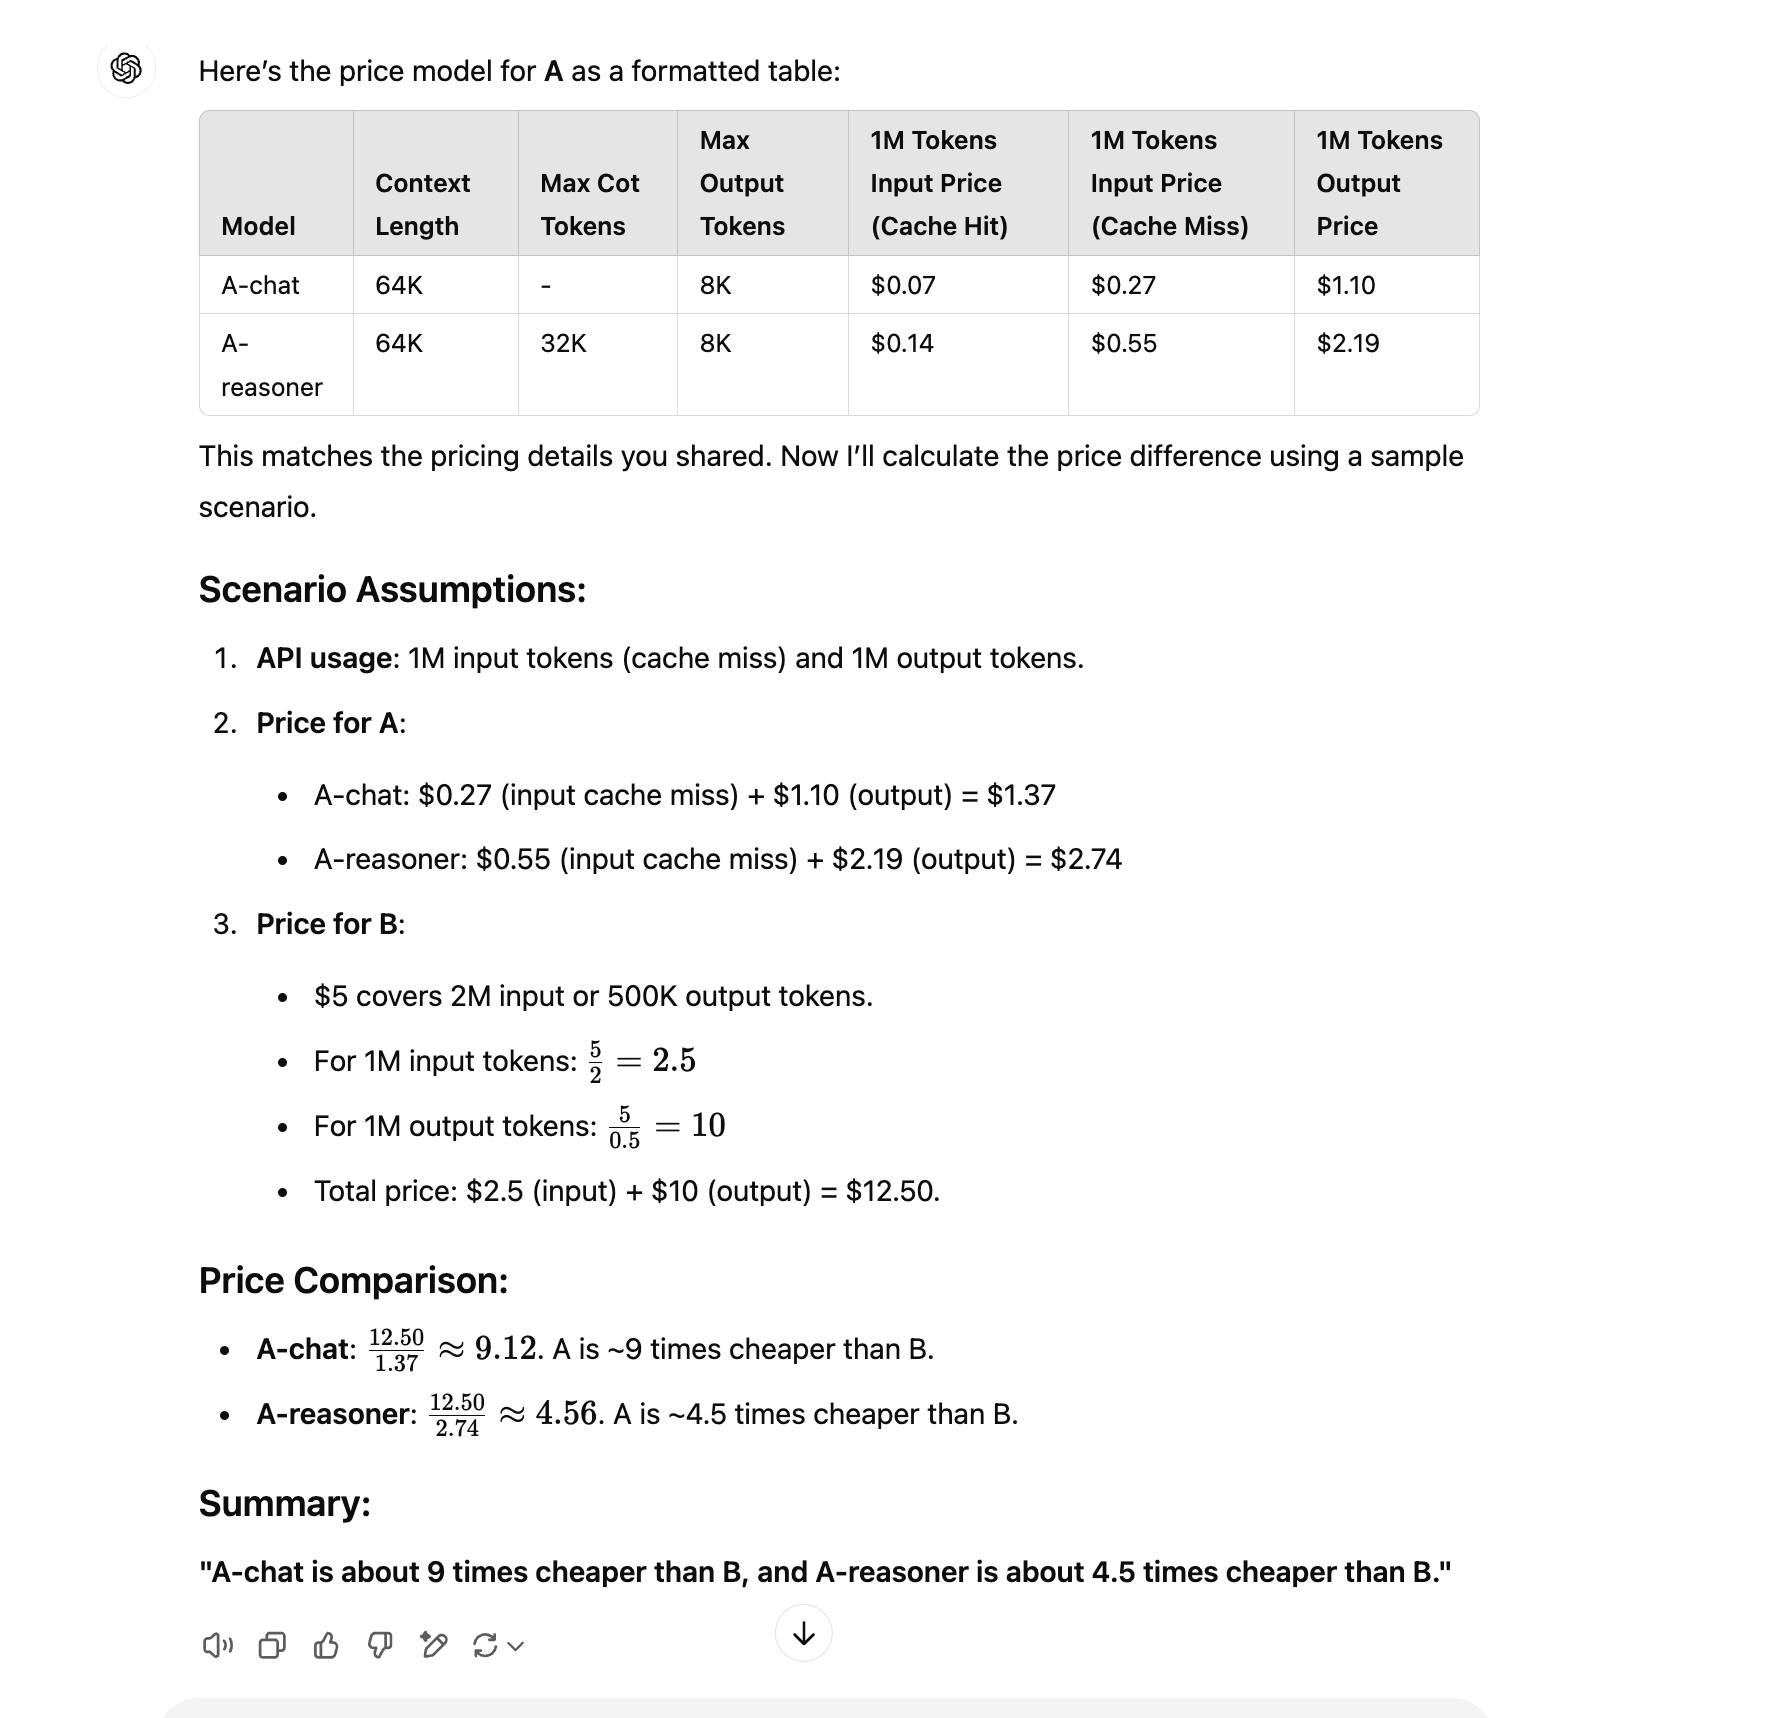 Here’s the price model for A as a formatted table:
Model | Context Length | Max Cot Tokens | Max Output Tokens | 1M Tokens Input Price (Cache Hit) | 1M Tokens Input Price (Cache Miss) | 1M Tokens Output Price
A-chat | 64K | - | 8K | $0.07 | $0.27 | $1.10
A-reasoner | 64K | 32K | 8K | $0.14 | $0.55 | $2.19
This matches the pricing details you shared. Now I’ll calculate the price difference using a sample
scenario.
Scenario Assumptions:
1. API usage: 1M input tokens (cache miss) and 1M output tokens.
2. Price for A:
• A-chat: $0.27 (input cache miss) + $1.10 (output) = $1.37
• A-reasoner: $0.55 (input cache miss) + $2.19 (output) = $2.74
3. Price for B:
• $5 covers 2M input or 500K output tokens.
• For 1M input tokens: 5/2 = 2.5
• For 1M output tokens: 5/0.5 = 10
• Total price: $2.5 (input) + $10 (output) = $12.50.
Price Comparison:
• A-chat: 12.50/1.37 ≈ 9.12. A is ~9 times cheaper than B.
• A-reasoner: 12.50/2.74 ≈ 4.56. A is ~4.5 times cheaper than B.
Summary:
"A-chat is about 9 times cheaper than B, and A-reasoner is about 4.5 times cheaper than B."